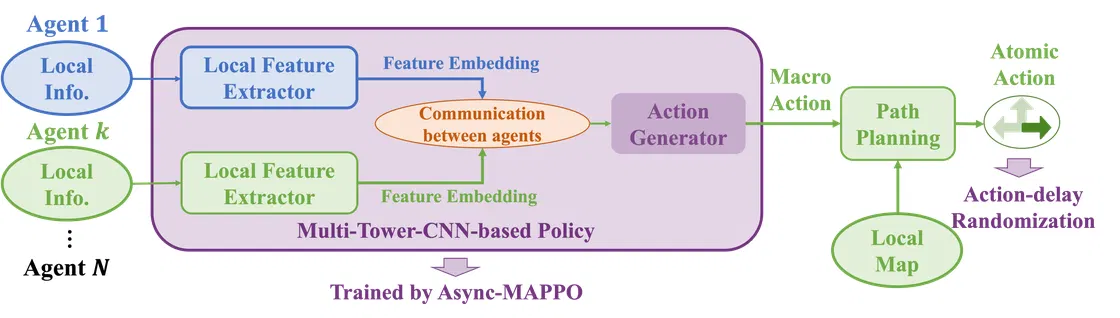 Agent 1
Local
Info.
Agent k
Local
Info.
⋮
Agent N
Local Feature
Extractor
Feature Embedding
Communication
between agents
Local Feature
Extractor
Feature Embedding
Action
Generator
Multi-Tower-CNN-based Policy
Trained by Async-MAPPO
Macro
Action
Path
Planning
Local
Map
Atomic
Action
Action-delay
Randomization